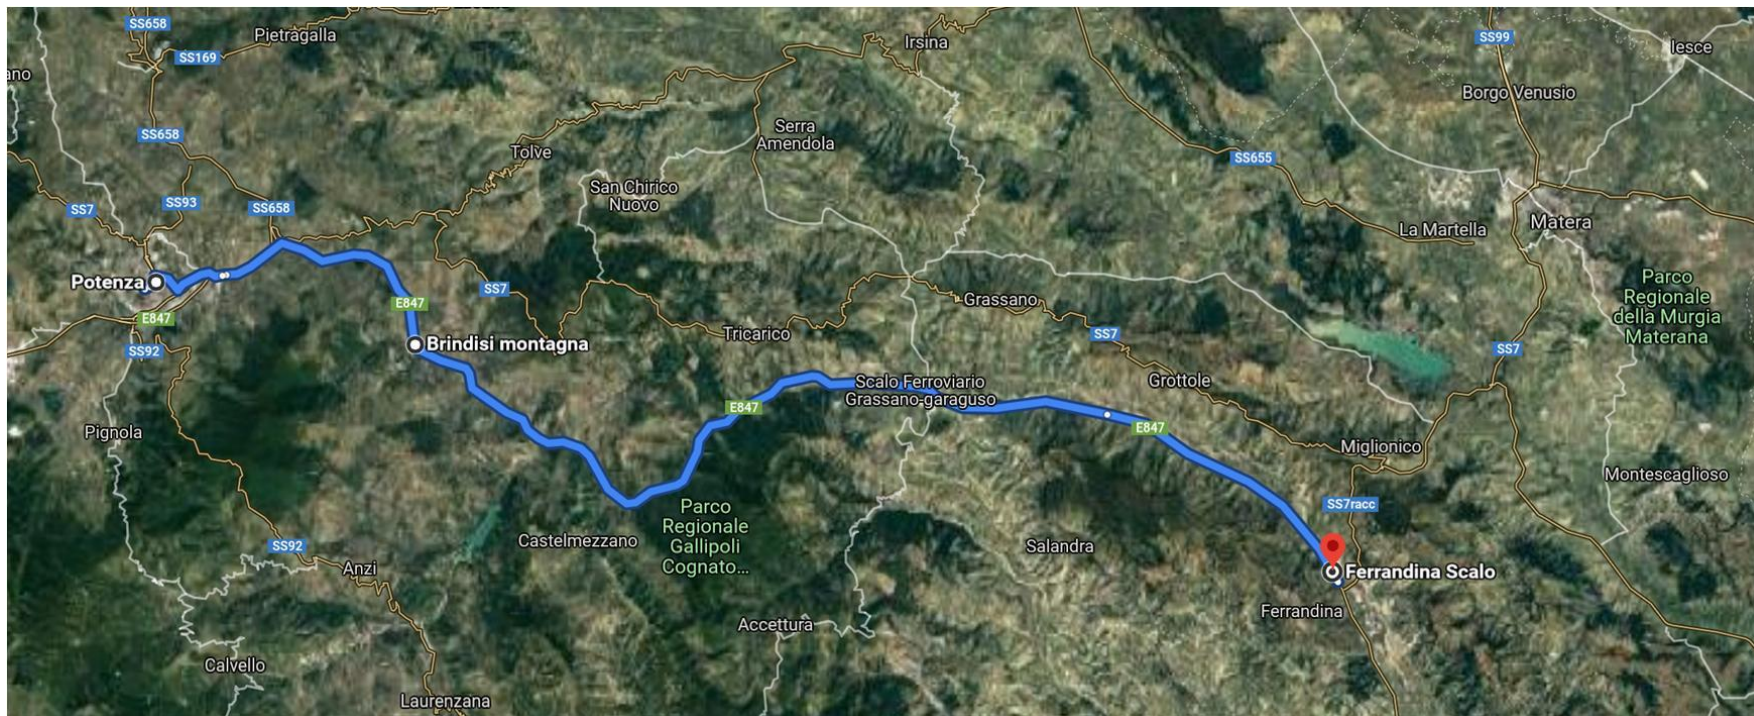 SS658
Pietragalla
SS169
ano
Irsina
SS99
Iesce
Borgo Venusio
SS658
Tolve
Serra
Amendola
SS655
San Chirico
Nuovo
SS7
SS93
SS658
La Martella
Matera
Potenza
E847
SS7
E847
Grassano
Parco
Regionale
della Murgia
Materana
SS92
Brindisi montagna
Tricarico
SS7
SS7
Scalo Ferroviario
Grassano-garaguso
Grottole
E847
E847
Pignola
Miglionico
Montescaglioso
SS7racc
Parco
Regionale
Gallipoli
Cognato...
Castelmezzano
SS92
Salandra
Anzi
Ferrandina Scalo
Ferrandina
Accettura
Calvello
Laurenzana